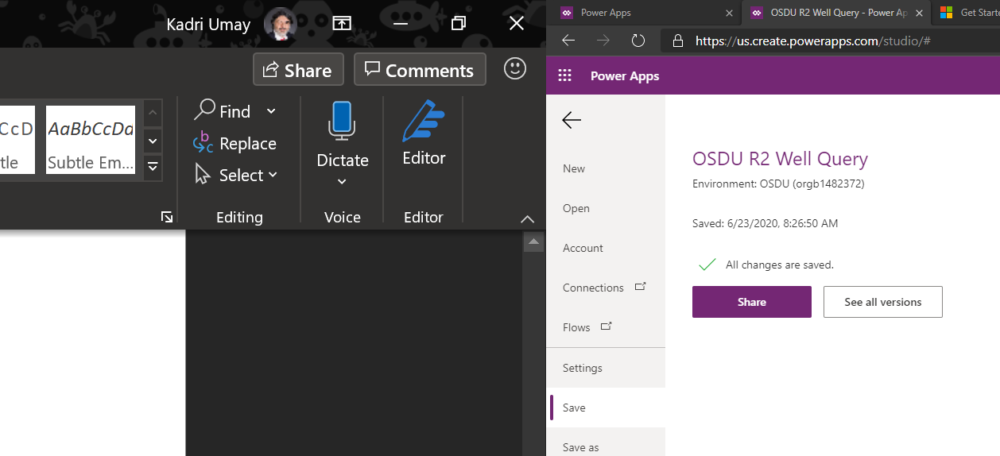 Kadri Umay
Share
Comments
CcD
AaBbCcDd
tle
Subtle Em...
Find
Replace
Select
Editing
Dictate
Voice
Editor
Editor
Power Apps
OSDU R2 Well Query - Power Ap
Get Starte
https://us.create.powerapps.com/studio/#
Power Apps
New
Open
Account
Connections
Flows
Settings
Save
Save as
OSDU R2 Well Query
Environment: OSDU (orgb1482372)
Saved: 6/23/2020, 8:26:50 AM
All changes are saved.
Share
See all versions